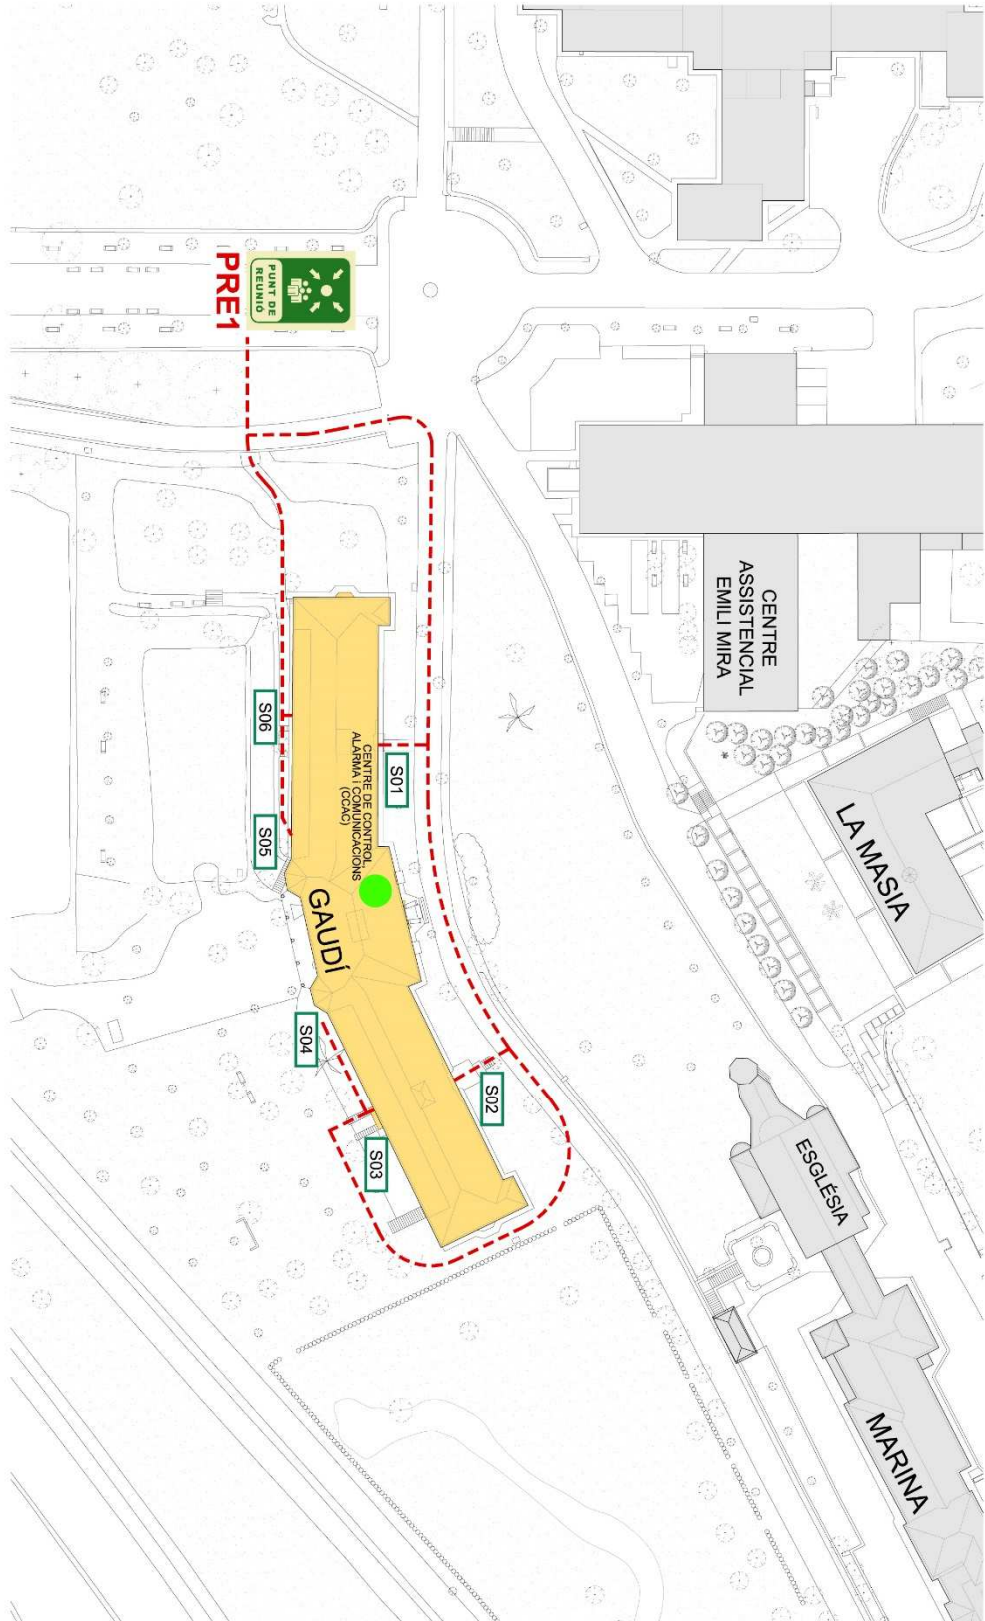 PUNT DE
REUNIÓ
PRE1
CENTRE
ASSISTENCIAL
EMILI MIRA
S06
S01
CENTRE DE CONTROL,
ALARMA i COMUNICACIONS
(CCAC)
S05
LA MASIA
GAUDÍ
S04
S02
S03
ESGLÉSIA
MARINA